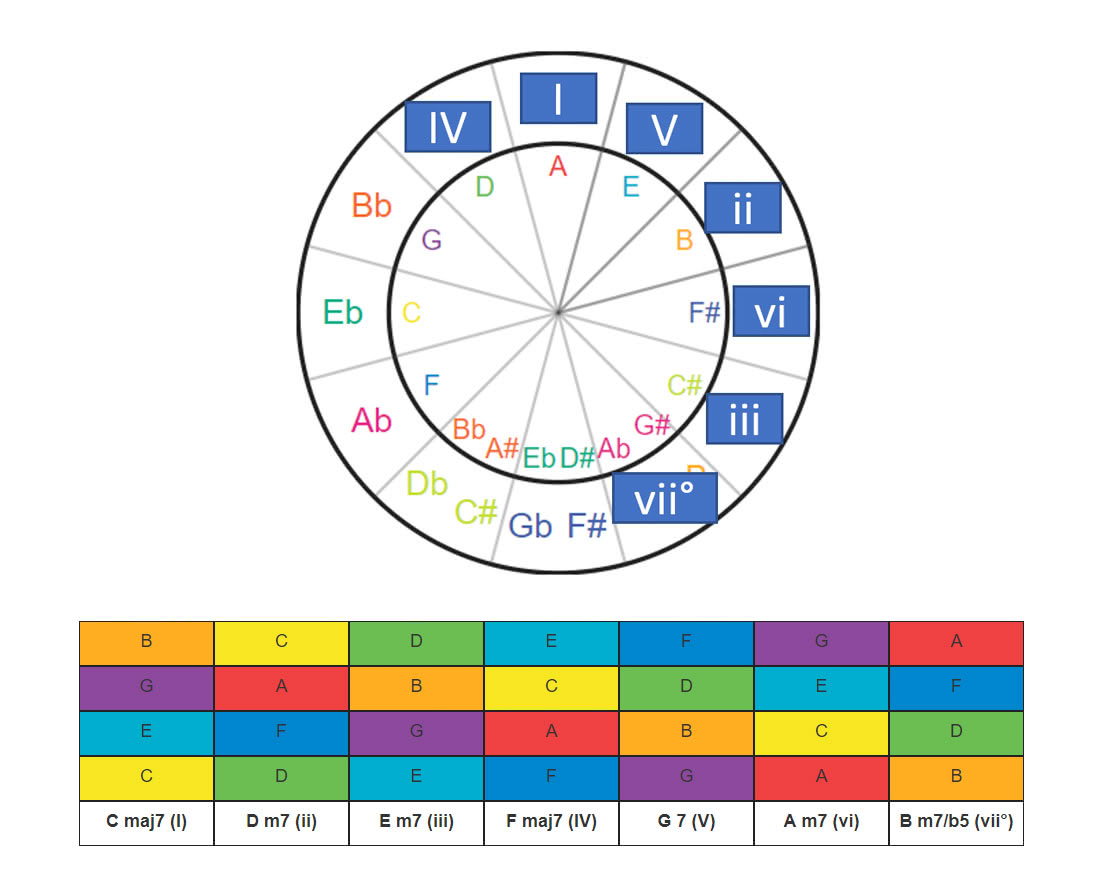 I
IV
V
A
D
E
ii
Bb
G
B
Eb
C
F#
vi
F
C#
Ab
iii
Bb
G#
A#
Ab
Eb D#
Db
vii°
C#
Gb F#
B C D E F G A
G A B C D E F
E F G A B C D
C D E F G A B
C maj7 (I) D m7 (ii) E m7 (iii) F maj7 (IV) G 7 (V) A m7 (vi) B m7/b5 (vii°)